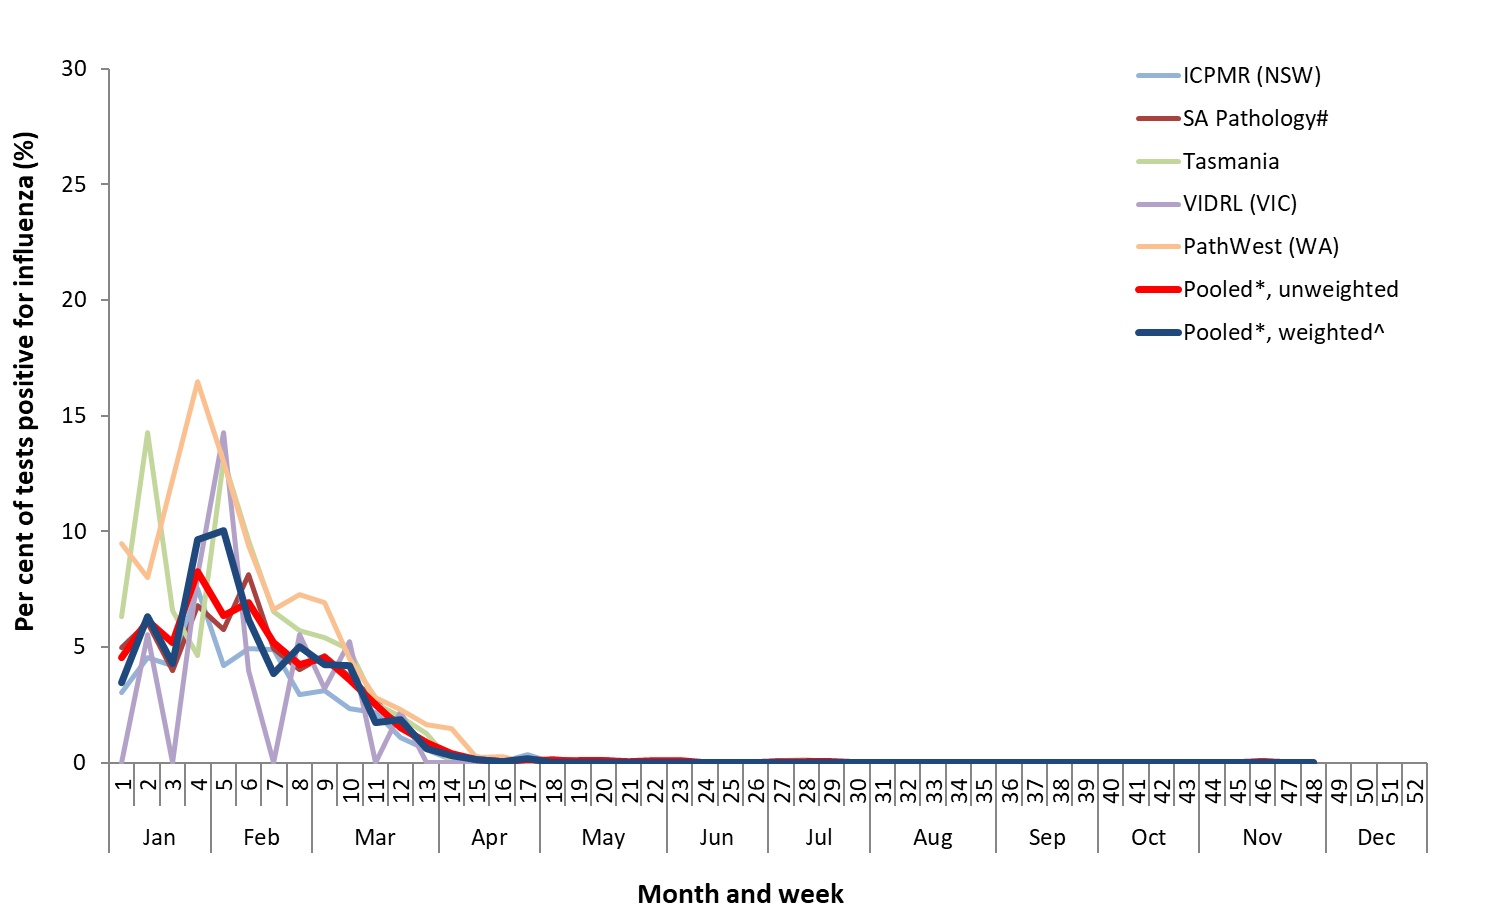 Per cent of tests positive for influenza (%)
30
25
20
15
10
5
0
ICPMR (NSW)
SA Pathology#
Tasmania
VIDRL (VIC)
PathWest (WA)
Pooled*, unweighted
Pooled*, weighted^
1 2 3 4 5 6 7 8 9 10 11 12 13 14 15 16 17 18 19 20 21 22 23 24 25 26 27 28 29 30 31 32 33 34 35 36 37 38 39 40 41 42 43 44 45 46 47 48 49 50 51 52
Jan Feb Mar Apr May Jun Jul Aug Sep Oct Nov Dec
Month and week